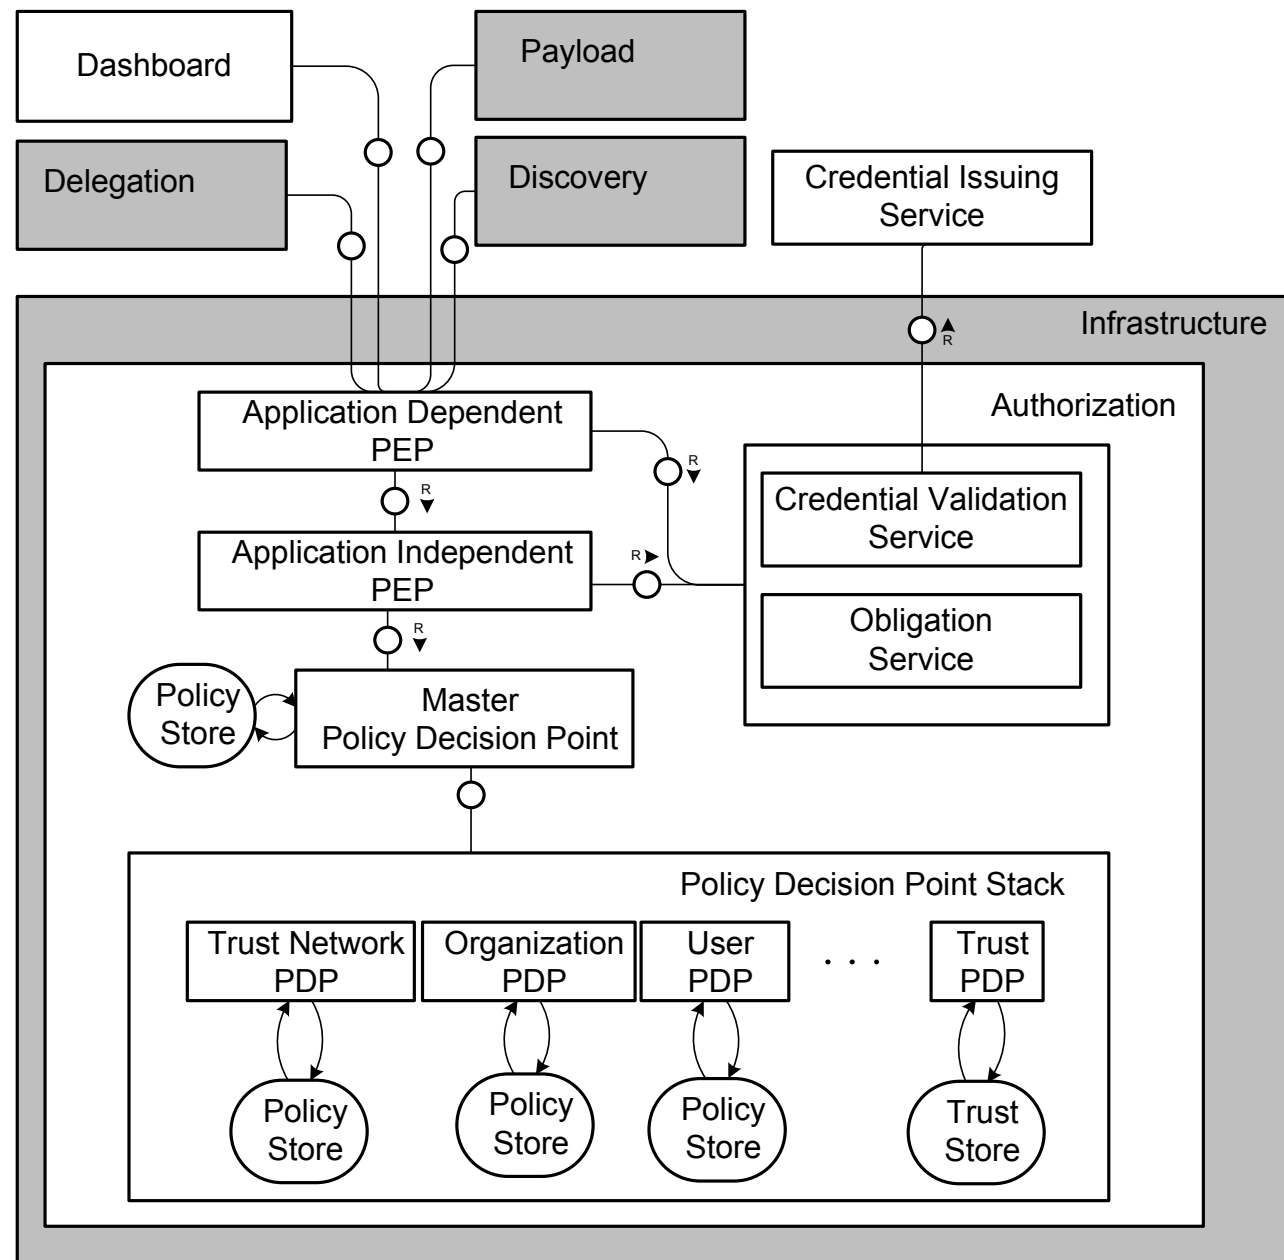 Dashboard
Payload
Delegation
Discovery
Credential Issuing
Service
Infrastructure
R
Authorization
Application Dependent
PEP
R
R
Credential Validation
Service
Application Independent
PEP
R
Obligation
Service
R
Policy
Store
Master
Policy Decision Point
Policy Decision Point Stack
Trust Network
PDP
Organization
PDP
User
PDP
. . .
Trust
PDP
Policy
Store
Policy
Store
Policy
Store
Trust
Store